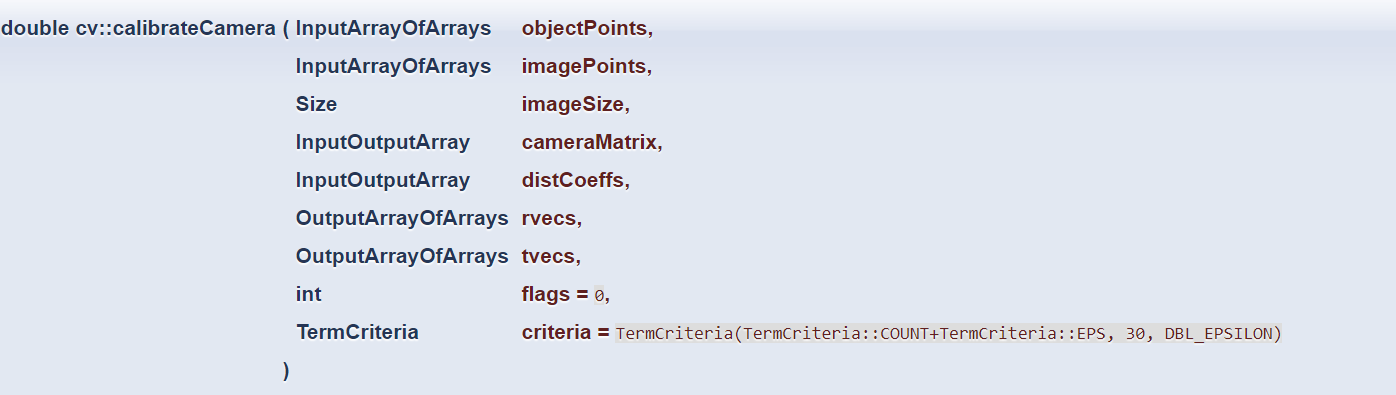 double cv::calibrateCamera ( InputArrayOfArrays objectPoints,
InputArrayOfArrays imagePoints,
Size imageSize,
InputOutputArray cameraMatrix,
InputOutputArray distCoeffs,
OutputArrayOfArrays rvecs,
OutputArrayOfArrays tvecs,
int flags = 0,
TermCriteria criteria = TermCriteria(TermCriteria::COUNT+TermCriteria::EPS, 30, DBL_EPSILON)
)